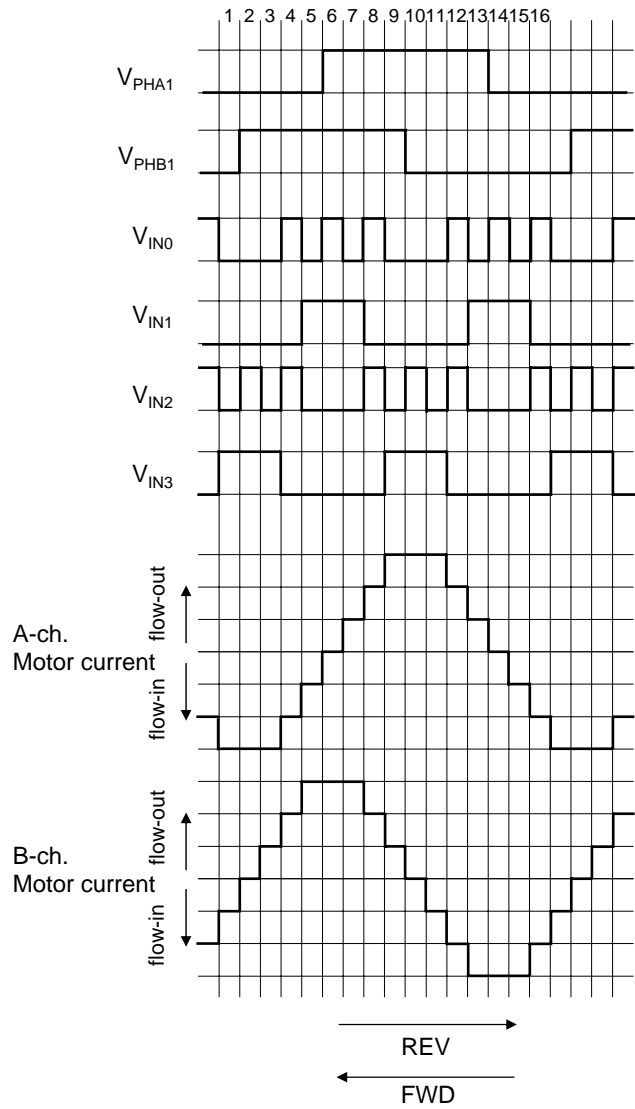 1 2 3 4 5 6 7 8 9 10 11 12 13 14 15 16
VPHA1
VPHB1
VIN0
VIN1
VIN2
VIN3
flow-out
A-ch.
Motor current
flow-in
flow-out
B-ch.
Motor current
flow-in
REV
FWD